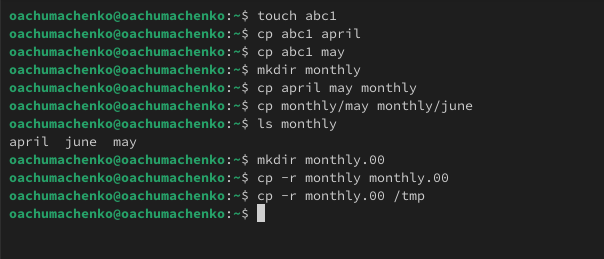 oachumachenko@oachumachenko:~$ touch abc1
oachumachenko@oachumachenko:~$ cp abc1 april
oachumachenko@oachumachenko:~$ cp abc1 may
oachumachenko@oachumachenko:~$ mkdir monthly
oachumachenko@oachumachenko:~$ cp april may monthly
oachumachenko@oachumachenko:~$ cp monthly/may monthly/june
oachumachenko@oachumachenko:~$ ls monthly
april  june  may
oachumachenko@oachumachenko:~$ mkdir monthly.00
oachumachenko@oachumachenko:~$ cp -r monthly monthly.00
oachumachenko@oachumachenko:~$ cp -r monthly.00 /tmp
oachumachenko@oachumachenko:~$